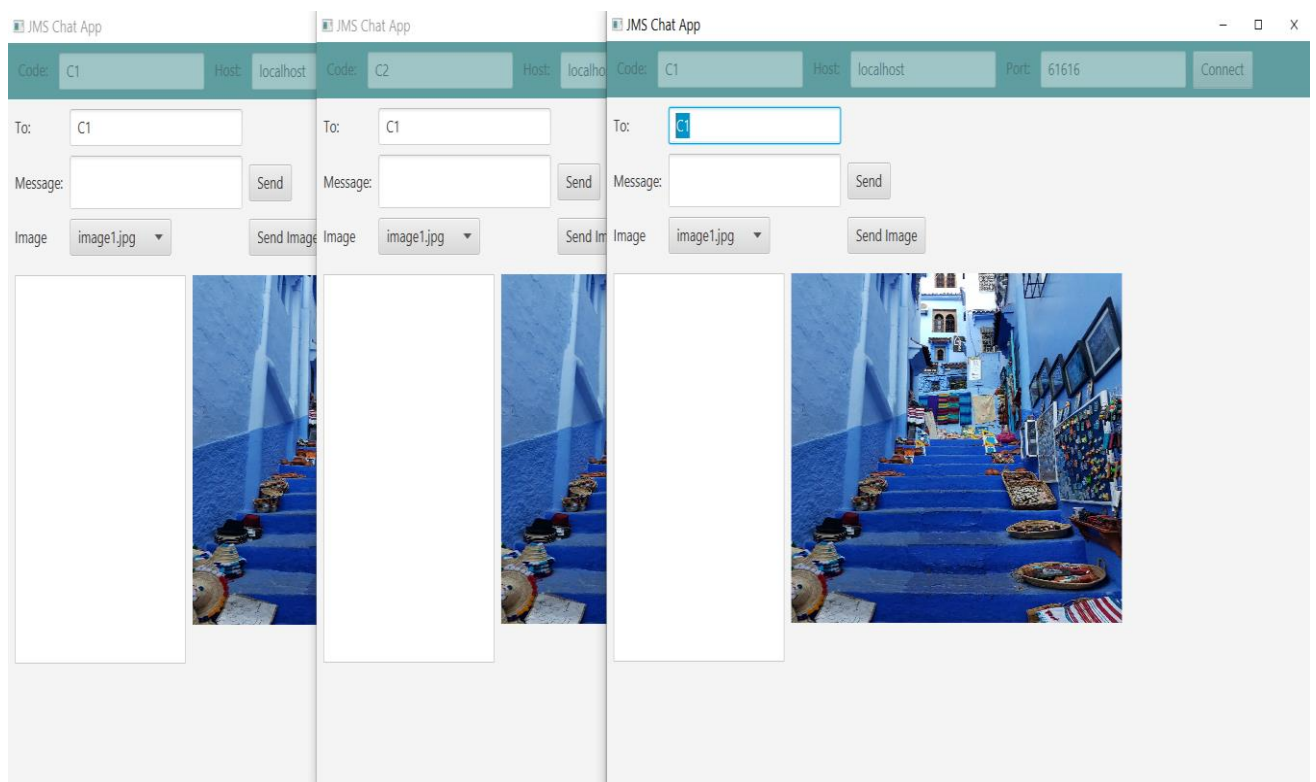 JMS Chat App
Code: C1 Host: localhost
To: C1
Message: Send
Image image1.jpg Send Image
JMS Chat App
Code: C2 Host: localho
To: C1
Message: Send
Image image1.jpg Send Im
JMS Chat App
Code: C1 Host: localhost Port: 61616 Connect
To: C1
Message: Send
Image image1.jpg Send Image